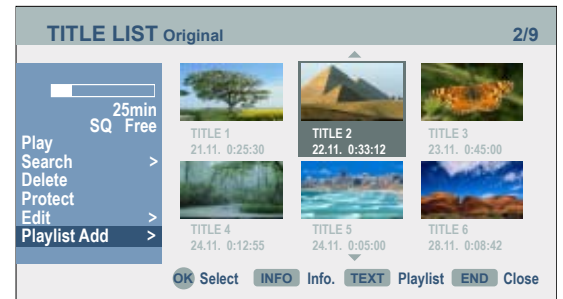 TITLE LIST Original 2/9
25min
SQ Free
Play
Search >
Delete
Protect
Edit >
Playlist Add >
TITLE 1
21.11. 0:25:30
TITLE 2
22.11. 0:33:12
TITLE 3
23.11. 0:45:00
TITLE 4
24.11. 0:12:55
TITLE 5
24.11. 0:05:00
TITLE 6
28.11. 0:08:42
OK Select INFO Info. TEXT Playlist END Close